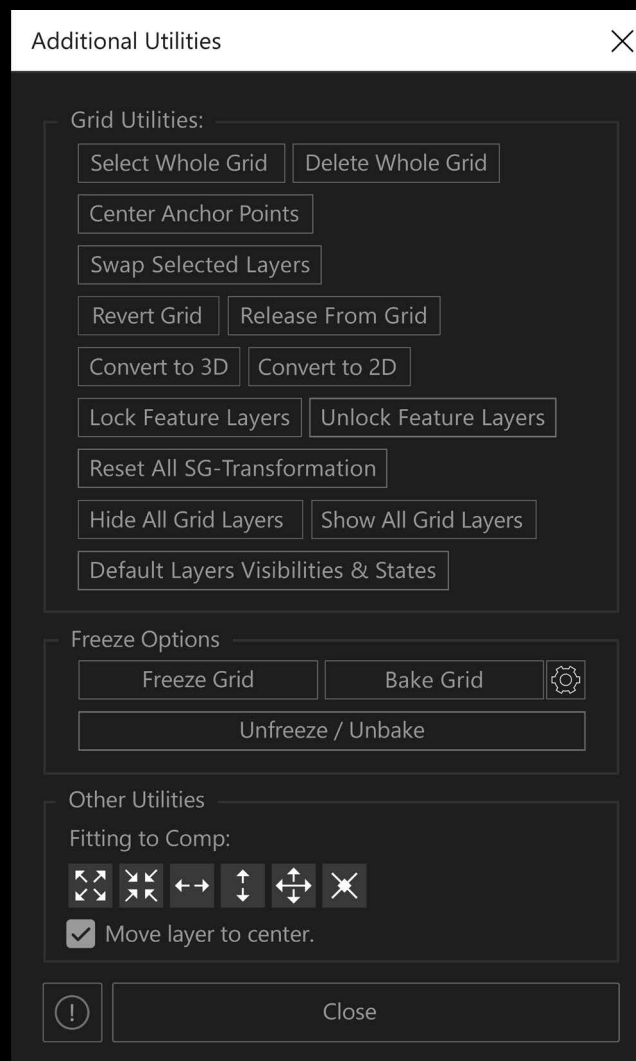 Additional Utilities
Grid Utilities:
Select Whole Grid Delete Whole Grid
Center Anchor Points
Swap Selected Layers
Revert Grid Release From Grid
Convert to 3D Convert to 2D
Lock Feature Layers Unlock Feature Layers
Reset All SG-Transformation
Hide All Grid Layers Show All Grid Layers
Default Layers Visibilities & States
Freeze Options
Freeze Grid Bake Grid
Unfreeze / Unbake
Other Utilities
Fitting to Comp:
Move layer to center.
Close